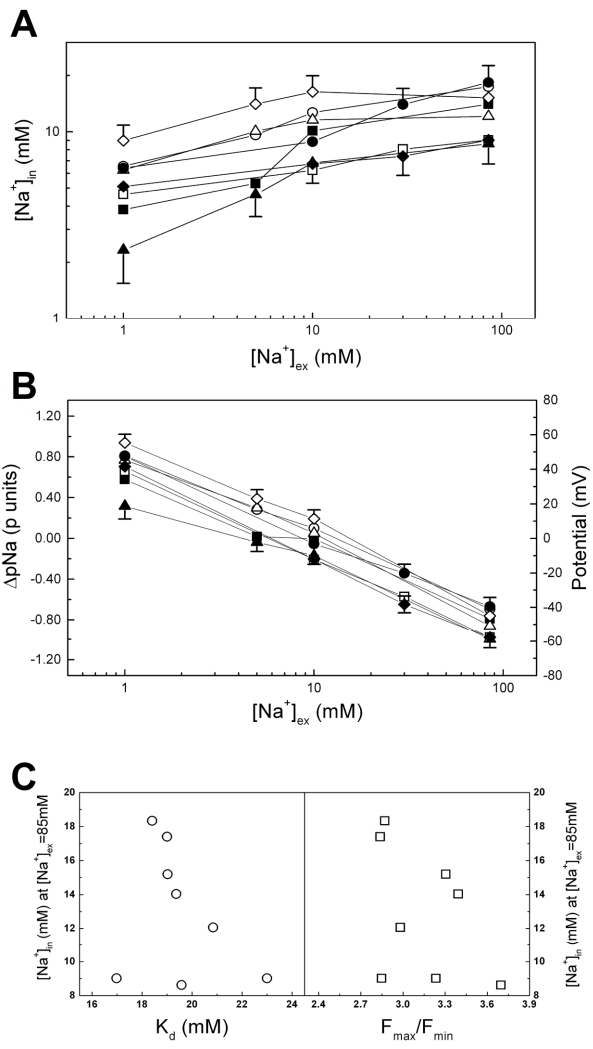 A
[Na⁺]in (mM)
10
1
1 10 100
[Na⁺]ex (mM)
B
ΔpNa (p units)
1.20
0.80
0.40
0.00
-0.40
-0.80
-1.20
80
60
40
20
0
-20
-40
-60
-80
Potential (mV)
1 10 100
[Na⁺]ex (mM)
C
[Na⁺]in (mM) at [Na⁺]ex=85mM
20
18
16
14
12
10
8
16 18 20 22 24
Kd (mM)
2.4 2.7 3.0 3.3 3.6 3.9
Fmax/Fmin
20
18
16
14
12
10
8
[Na⁺]in (mM) at [Na⁺]ex=85mM